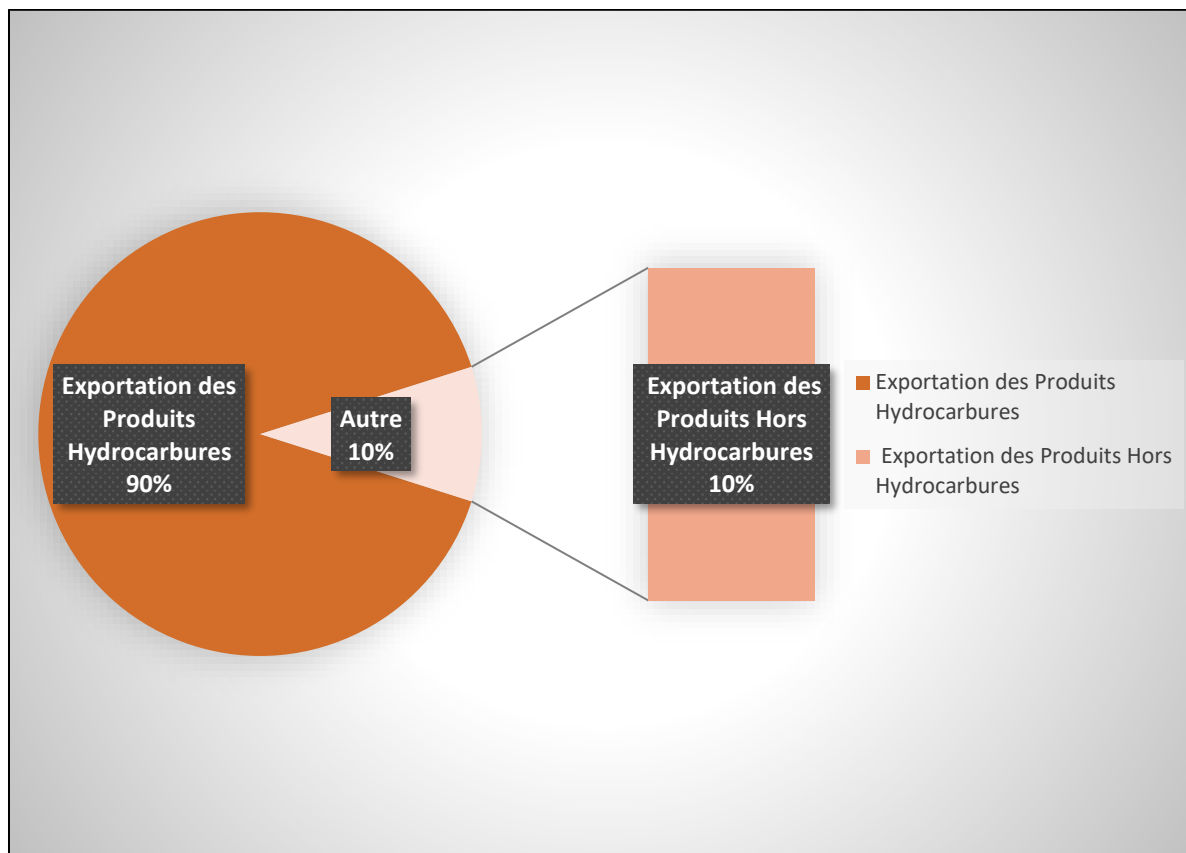 Exportation des
Produits
Hydrocarbures
90%
Autre
10%
Exportation des
Produits Hors
Hydrocarbures
10%
Exportation des Produits
Hydrocarbures
Exportation des Produits Hors
Hydrocarbures